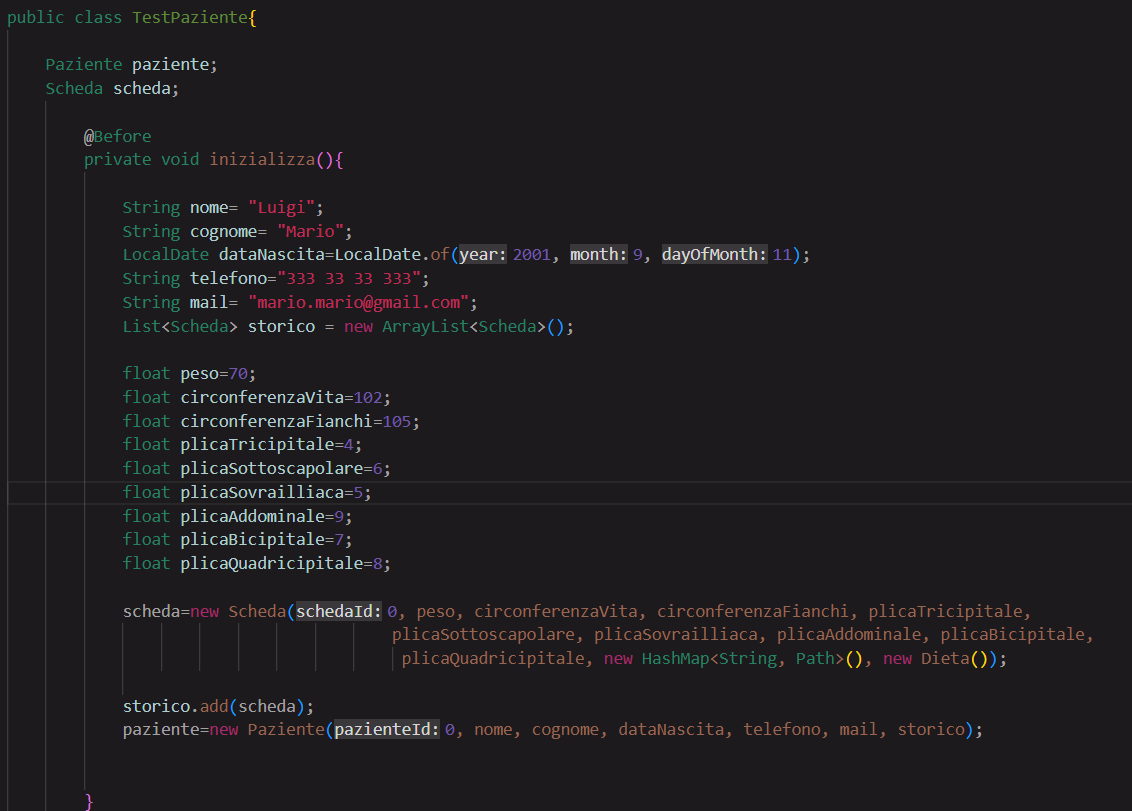 public class TestPaziente{
Paziente paziente;
Scheda scheda;
@Before
private void inizializza(){
String nome= "Luigi";
String cognome= "Mario";
LocalDate dataNascita=LocalDate.of(year: 2001, month: 9, dayOfMonth: 11);
String telefono="333 33 33 333";
String mail= "mario.mario@gmail.com";
List<Scheda> storico = new ArrayList<Scheda>();
float peso=70;
float circonferenzaVita=102;
float circonferenzaFianchi=105;
float plicaTricipitale=4;
float plicaSottoscapolare=6;
float plicaSovrailliaca=5;
float plicaAddominale=9;
float plicaBicipitale=7;
float plicaQuadricipitale=8;
scheda=new Scheda(schedaId: 0, peso, circonferenzaVita, circonferenzaFianchi, plicaTricipitale,
plicaSottoscapolare, plicaSovrailliaca, plicaAddominale, plicaBicipitale,
plicaQuadricipitale, new HashMap<String, Path>(), new Dieta());
storico.add(scheda);
paziente=new Paziente(pazienteId: 0, nome, cognome, dataNascita, telefono, mail, storico);
}